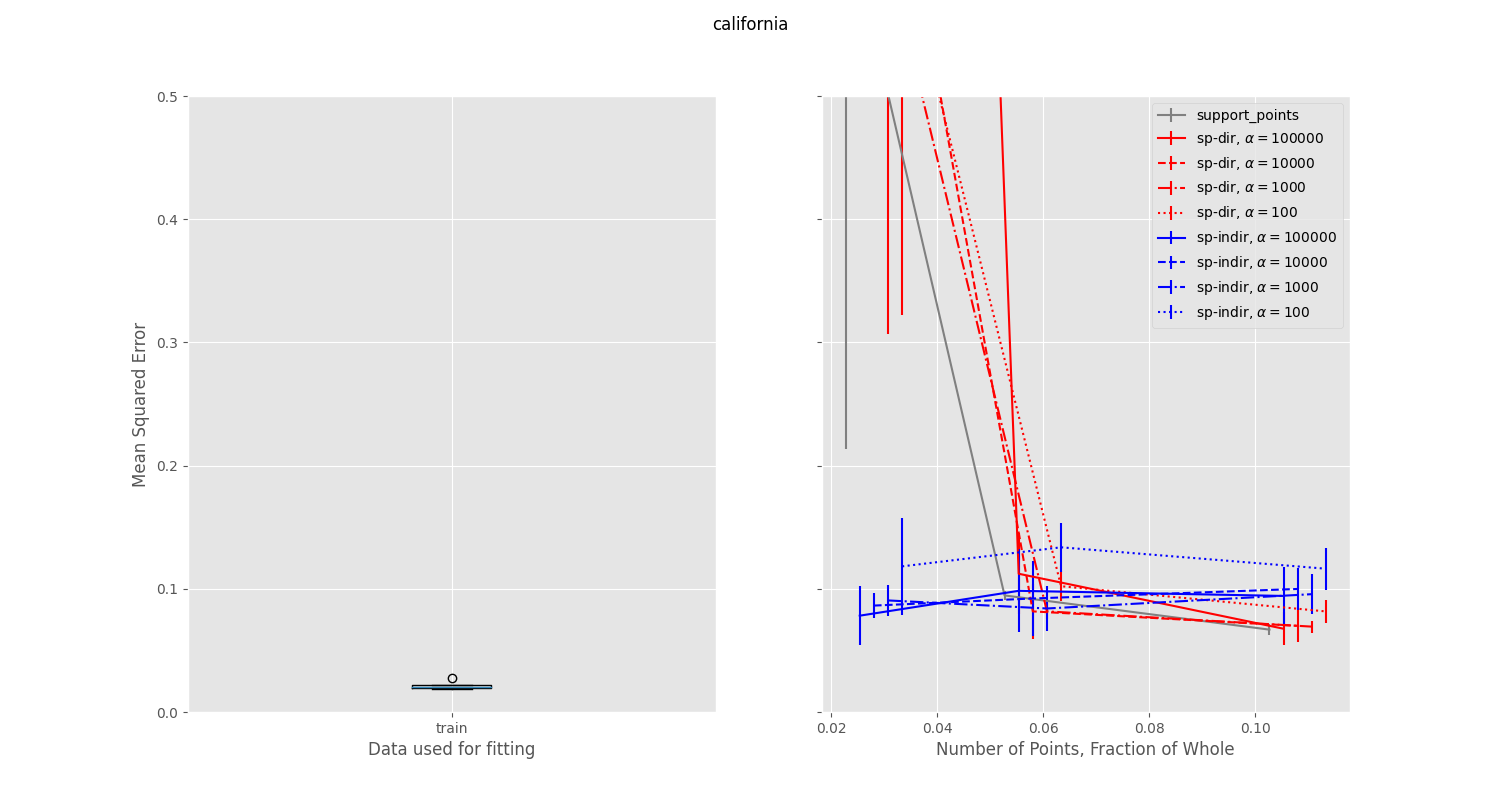 california
Mean Squared Error
0.5
0.4
0.3
0.2
0.1
0.0
train
Data used for fitting
support_points
sp-dir, α = 100000
sp-dir, α = 10000
sp-dir, α = 1000
sp-dir, α = 100
sp-indir, α = 100000
sp-indir, α = 10000
sp-indir, α = 1000
sp-indir, α = 100
0.02 0.04 0.06 0.08 0.10
Number of Points, Fraction of Whole